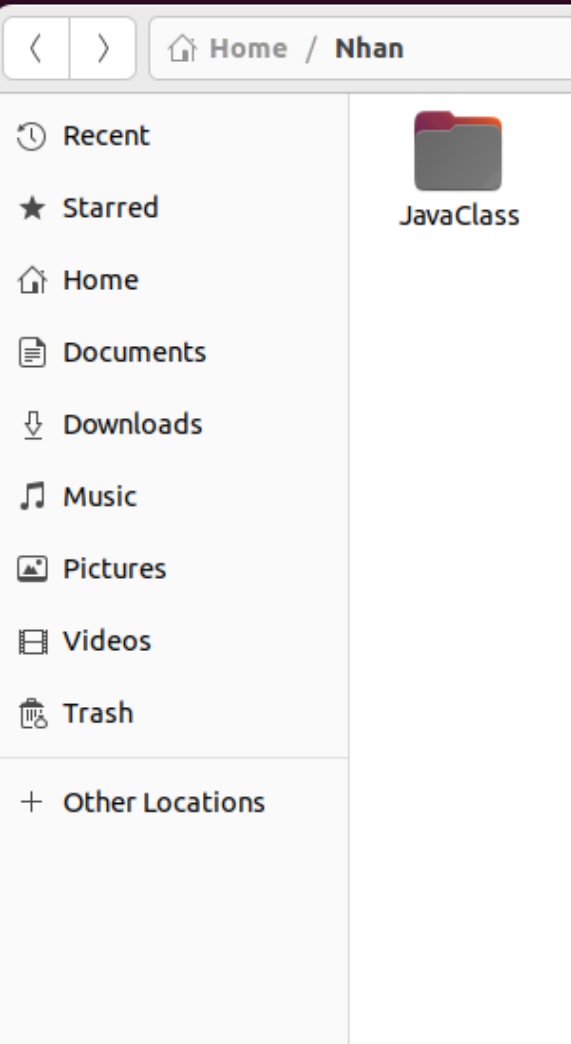 Home / Nhan
Recent
Starred
Home
Documents
Downloads
Music
Pictures
Videos
Trash
+ Other Locations
JavaClass